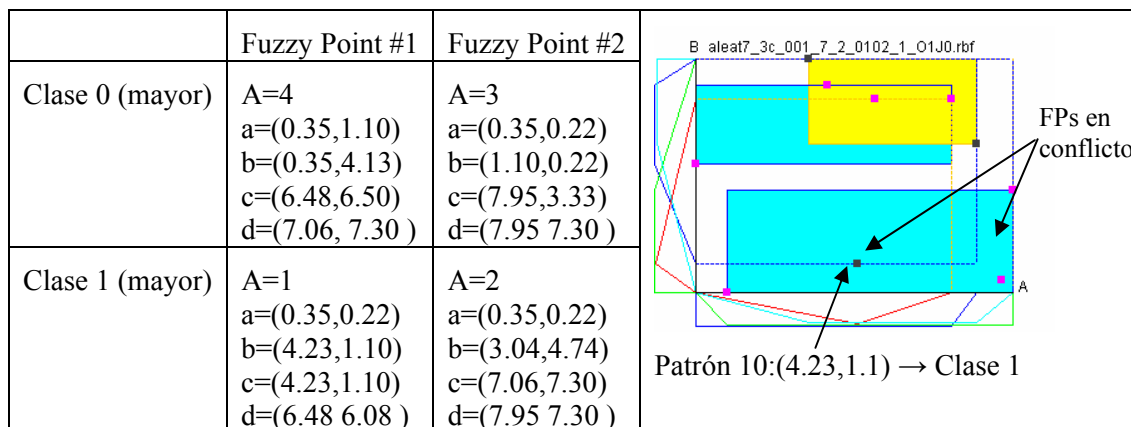 Fuzzy Point #1 Fuzzy Point #2
Clase 0 (mayor)
A=4
a=(0.35,1.10)
b=(0.35,4.13)
c=(6.48,6.50)
d=(7.06, 7.30 )
A=3
a=(0.35,0.22)
b=(1.10,0.22)
c=(7.95,3.33)
d=(7.95 7.30 )
Clase 1 (mayor)
A=1
a=(0.35,0.22)
b=(4.23,1.10)
c=(4.23,1.10)
d=(6.48 6.08 )
A=2
a=(0.35,0.22)
b=(3.04,4.74)
c=(7.06,7.30)
d=(7.95 7.30 )
B aleat7_3c_001_7_2_0102_1_O1J0.rbf
FPs en
conflicto
A
Patrón 10:(4.23,1.1) → Clase 1